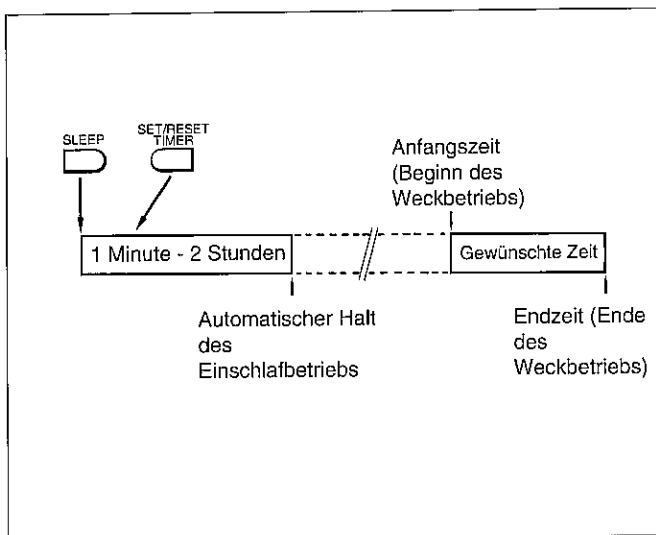 SLEEP
SET/RESET
TIMER
Anfangszeit
(Beginn des
Weckbetriebs)
1 Minute - 2 Stunden
Gewünschte Zeit
Automatischer Halt
des
Einschlafbetriebs
Endzeit (Ende
des
Weckbetriebs)